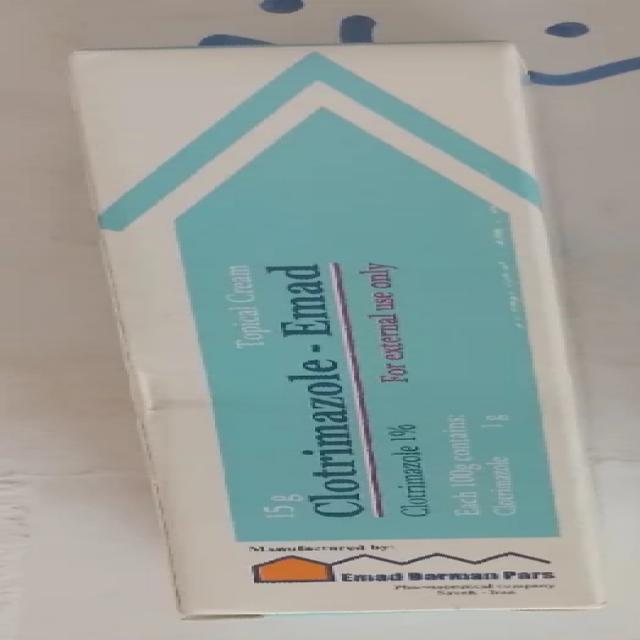 15 g
Topical Cream
Clotrimazole - Emad
For external use only
Clotrimazole 1%
Each 100g contains:
Clotrimazole 1 g
Manufactured by:
Emad Darman Pars
Pharmaceutical company
Saveh - Iran